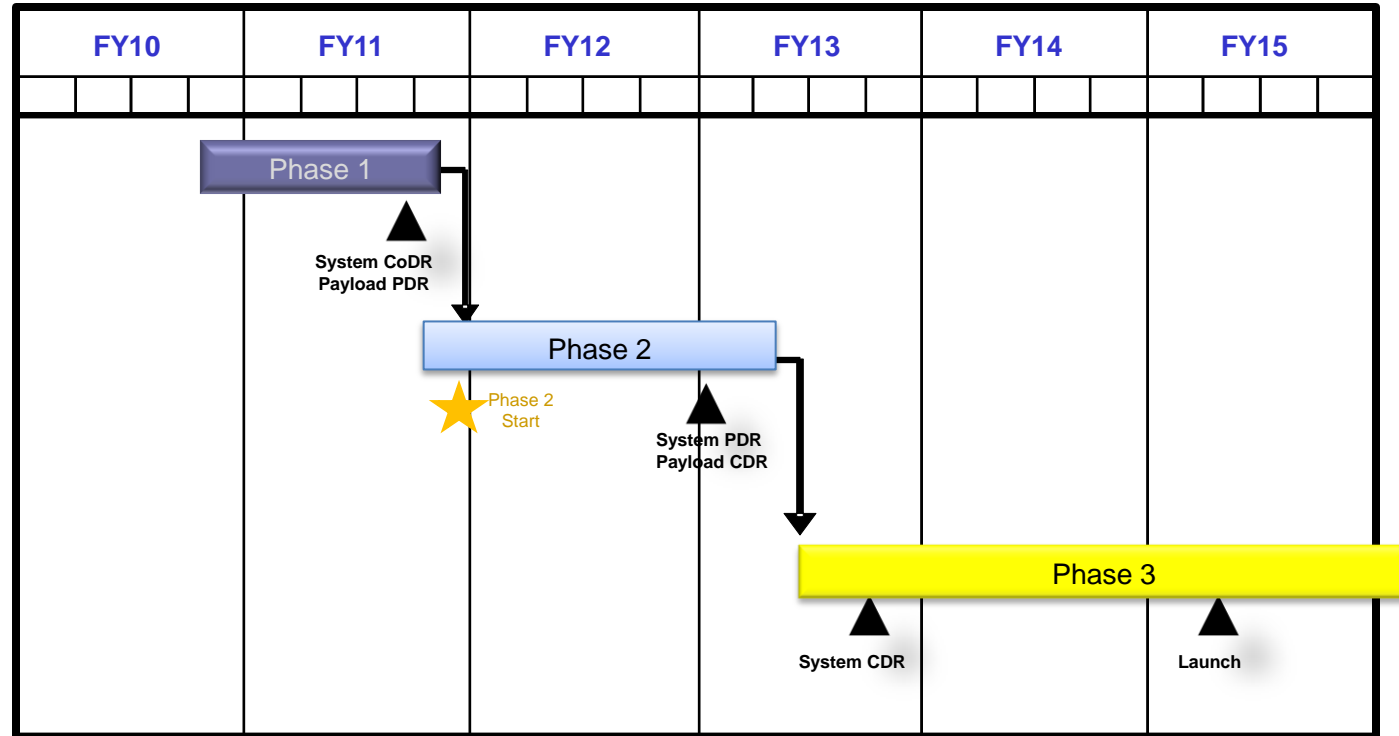 FY10 FY11 FY12 FY13 FY14 FY15
Phase 1
System CoDR
Payload PDR
Phase 2
Phase 2
Start
System PDR
Payload CDR
Phase 3
System CDR
Launch